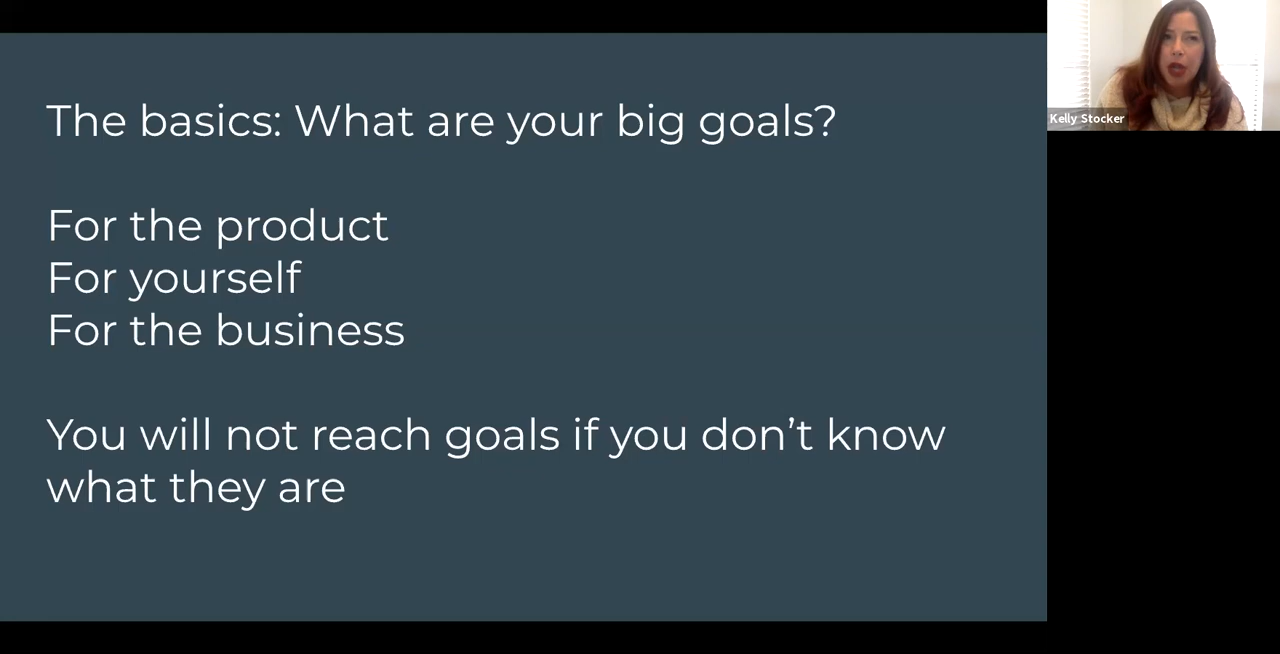 The basics: What are your big goals?
For the product
For yourself
For the business
You will not reach goals if you don’t know
what they are
Kelly Stocker